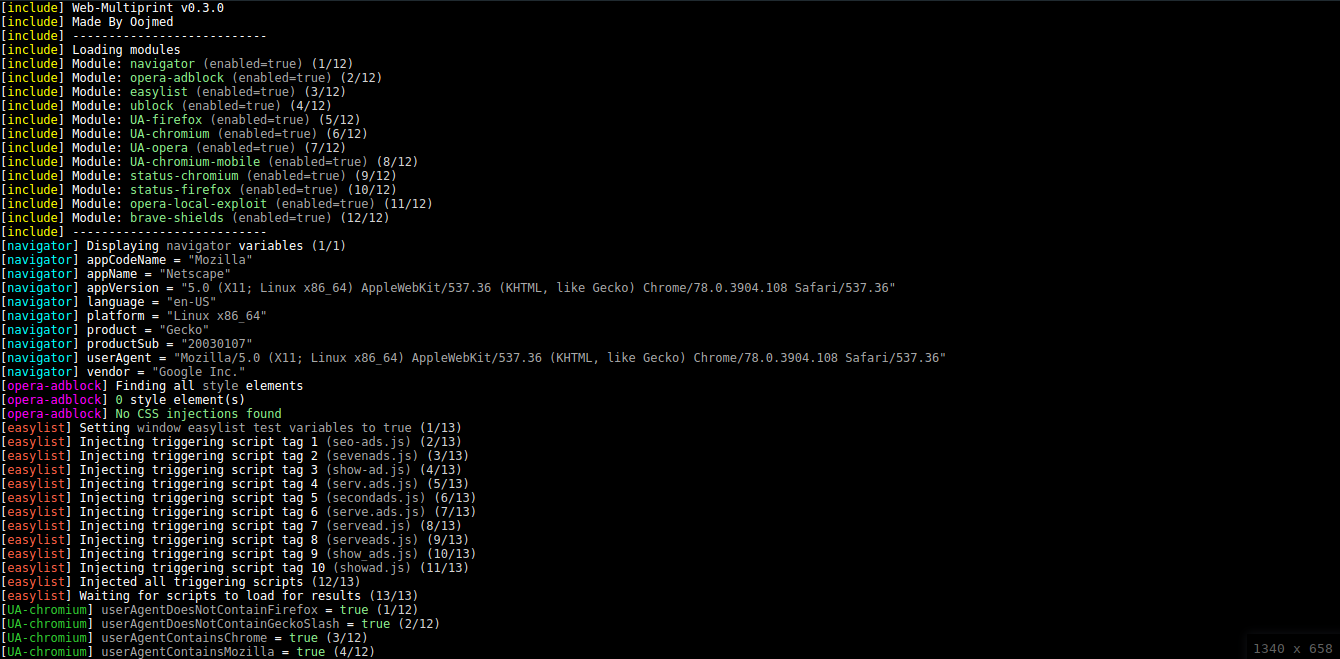 [include] Web-Multiprint v0.3.0
[include] Made By Oojmed
[include] ---------------------------
[include] Loading modules
[include] Module: navigator (enabled=true) (1/12)
[include] Module: opera-adblock (enabled=true) (2/12)
[include] Module: easylist (enabled=true) (3/12)
[include] Module: ublock (enabled=true) (4/12)
[include] Module: UA-firefox (enabled=true) (5/12)
[include] Module: UA-chromium (enabled=true) (6/12)
[include] Module: UA-opera (enabled=true) (7/12)
[include] Module: UA-chromium-mobile (enabled=true) (8/12)
[include] Module: status-chromium (enabled=true) (9/12)
[include] Module: status-firefox (enabled=true) (10/12)
[include] Module: opera-local-exploit (enabled=true) (11/12)
[include] Module: brave-shields (enabled=true) (12/12)
[include] ---------------------------
[navigator] Displaying navigator variables (1/1)
[navigator] appCodeName = "Mozilla"
[navigator] appName = "Netscape"
[navigator] appVersion = "5.0 (X11; Linux x86_64) AppleWebKit/537.36 (KHTML, like Gecko) Chrome/78.0.3904.108 Safari/537.36"
[navigator] language = "en-US"
[navigator] platform = "Linux x86_64"
[navigator] product = "Gecko"
[navigator] productSub = "20030107"
[navigator] userAgent = "Mozilla/5.0 (X11; Linux x86_64) AppleWebKit/537.36 (KHTML, like Gecko) Chrome/78.0.3904.108 Safari/537.36"
[navigator] vendor = "Google Inc."
[opera-adblock] Finding all style elements
[opera-adblock] 0 style element(s)
[opera-adblock] No CSS injections found
[easylist] Setting window easylist test variables to true (1/13)
[easylist] Injecting triggering script tag 1 (seo-ads.js) (2/13)
[easylist] Injecting triggering script tag 2 (sevenads.js) (3/13)
[easylist] Injecting triggering script tag 3 (show-ad.js) (4/13)
[easylist] Injecting triggering script tag 4 (serv.ads.js) (5/13)
[easylist] Injecting triggering script tag 5 (secondads.js) (6/13)
[easylist] Injecting triggering script tag 6 (serve.ads.js) (7/13)
[easylist] Injecting triggering script tag 7 (servead.js) (8/13)
[easylist] Injecting triggering script tag 8 (serveads.js) (9/13)
[easylist] Injecting triggering script tag 9 (show_ads.js) (10/13)
[easylist] Injecting triggering script tag 10 (showad.js) (11/13)
[easylist] Injected all triggering scripts (12/13)
[easylist] Waiting for scripts to load for results (13/13)
[UA-chromium] userAgentDoesNotContainFirefox = true (1/12)
[UA-chromium] userAgentDoesNotContainGeckoSlash = true (2/12)
[UA-chromium] userAgentContainsChrome = true (3/12)
[UA-chromium] userAgentContainsMozilla = true (4/12)
1340 x 658